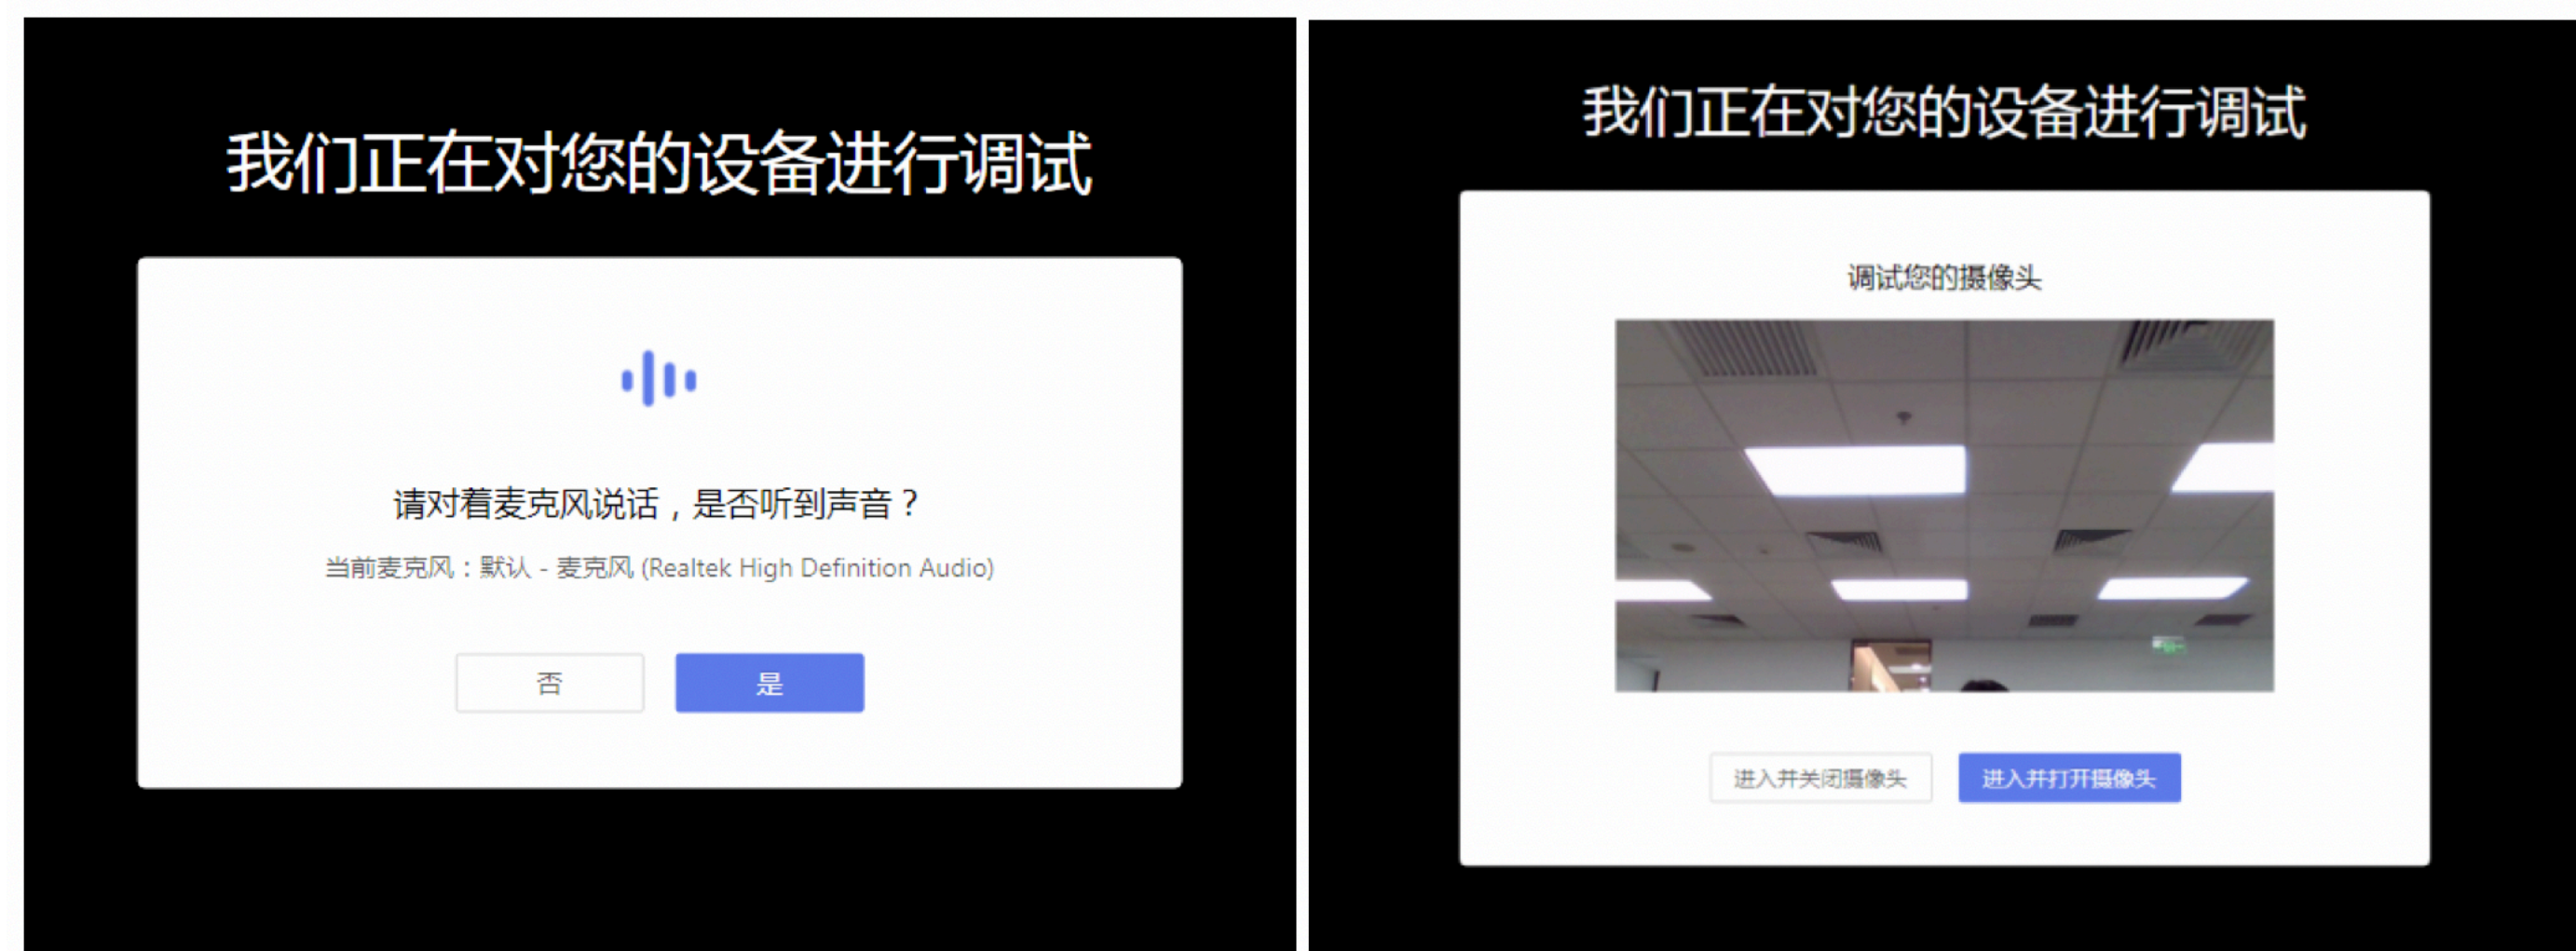 我们正在对您的设备进行调试
请对着麦克风说话，是否听到声音？
当前麦克风：默认 - 麦克风 (Realtek High Definition Audio)
否
是
我们正在对您的设备进行调试
调试您的摄像头
进入并关闭摄像头
进入并打开摄像头